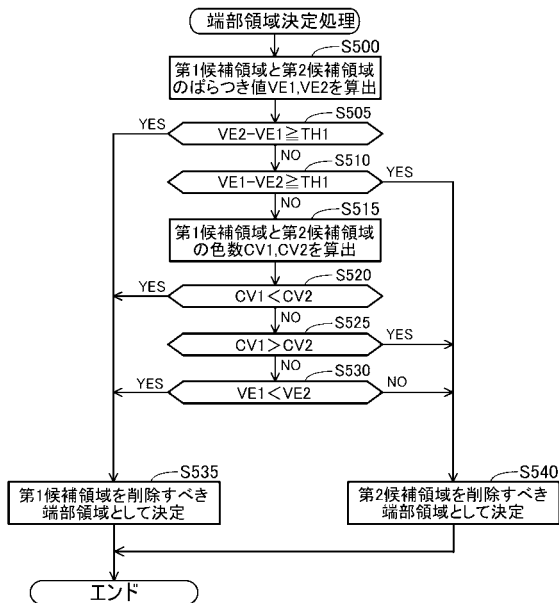 端部領域決定処理
S500
第1候補領域と第2候補領域
のばらつき値VE1,VE2を算出
S505
YES
VE2-VE1≧TH1
NO
S510
VE1-VE2≧TH1
YES
NO
S515
第1候補領域と第2候補領域
の色数CV1,CV2を算出
S520
YES
CV1<CV2
NO
S525
CV1>CV2
YES
NO
S530
YES
VE1<VE2
NO
S535
第1候補領域を削除すべき
端部領域として決定
S540
第2候補領域を削除すべき
端部領域として決定
エンド